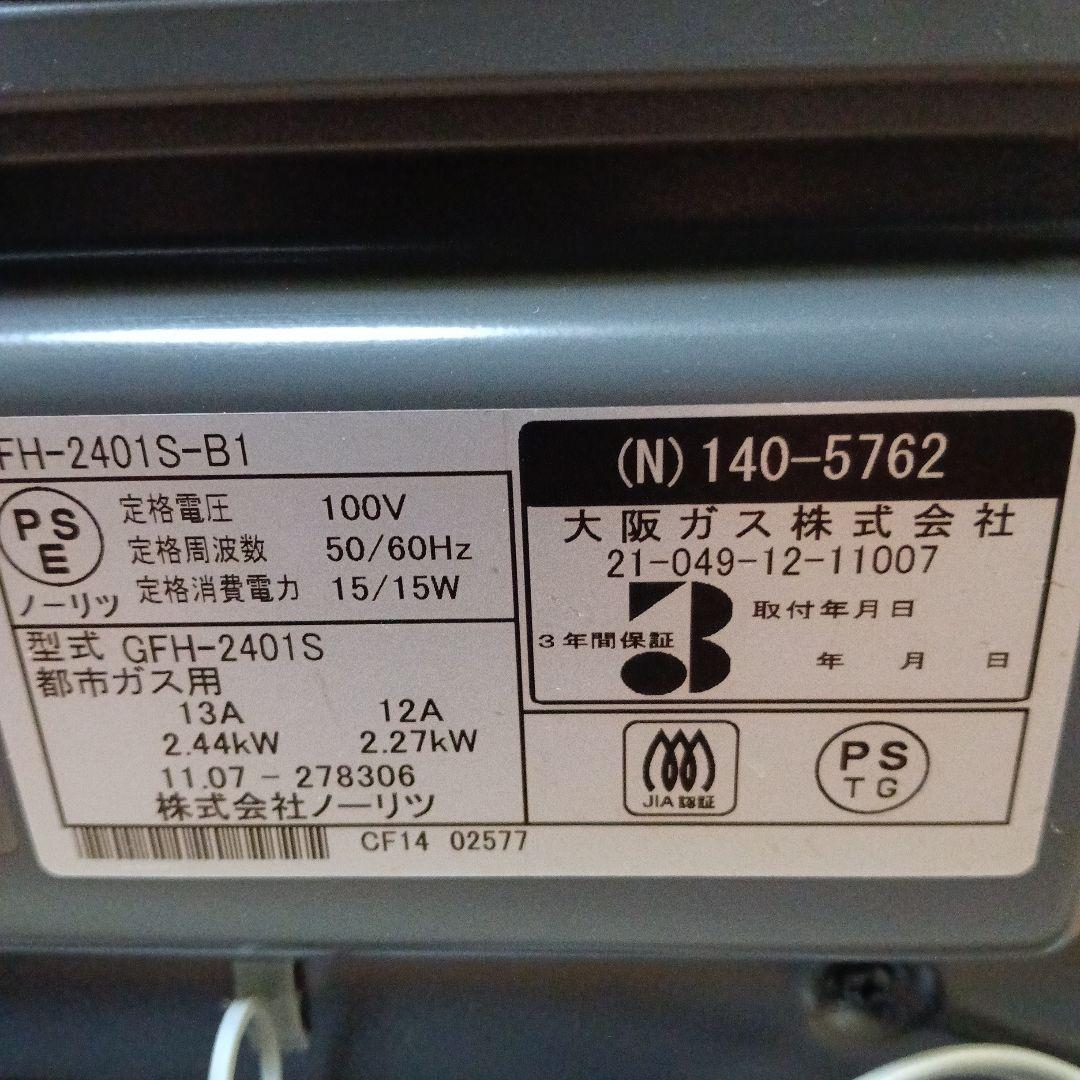 FH-2401S-B1
PS
E
ノーリツ
定格電圧 100V
定格周波数 50/60Hz
定格消費電力 15/15W
型式 GFH-2401S
都市ガス用
13A 12A
2.44kW 2.27kW
11.07-278306
株式会社ノーリツ
CF14 02577
(N)140-5762
大阪ガス株式会社
21-049-12-11007
取付年月日
3年間保証
年 月 日
JIA認証
PS
TG